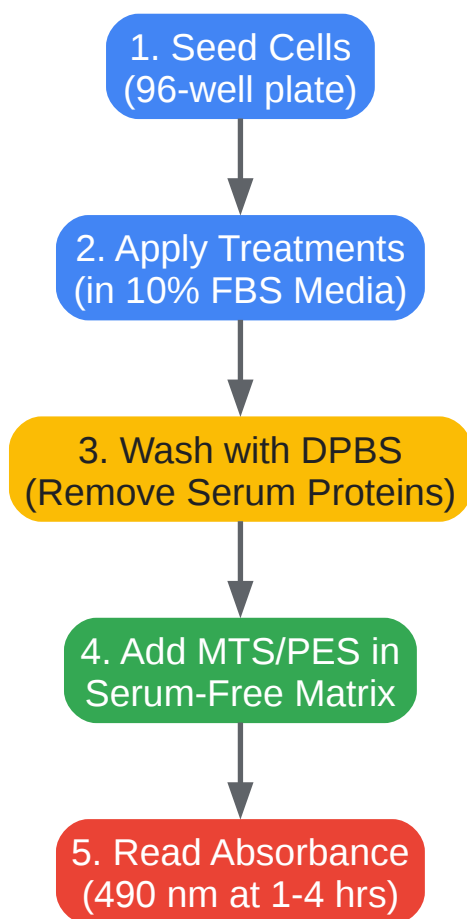 1. Seed Cells
(96-well plate)
2. Apply Treatments
(in 10% FBS Media)
3. Wash with DPBS
(Remove Serum Proteins)
4. Add MTS/PES in
Serum-Free Matrix
5. Read Absorbance
(490 nm at 1-4 hrs)